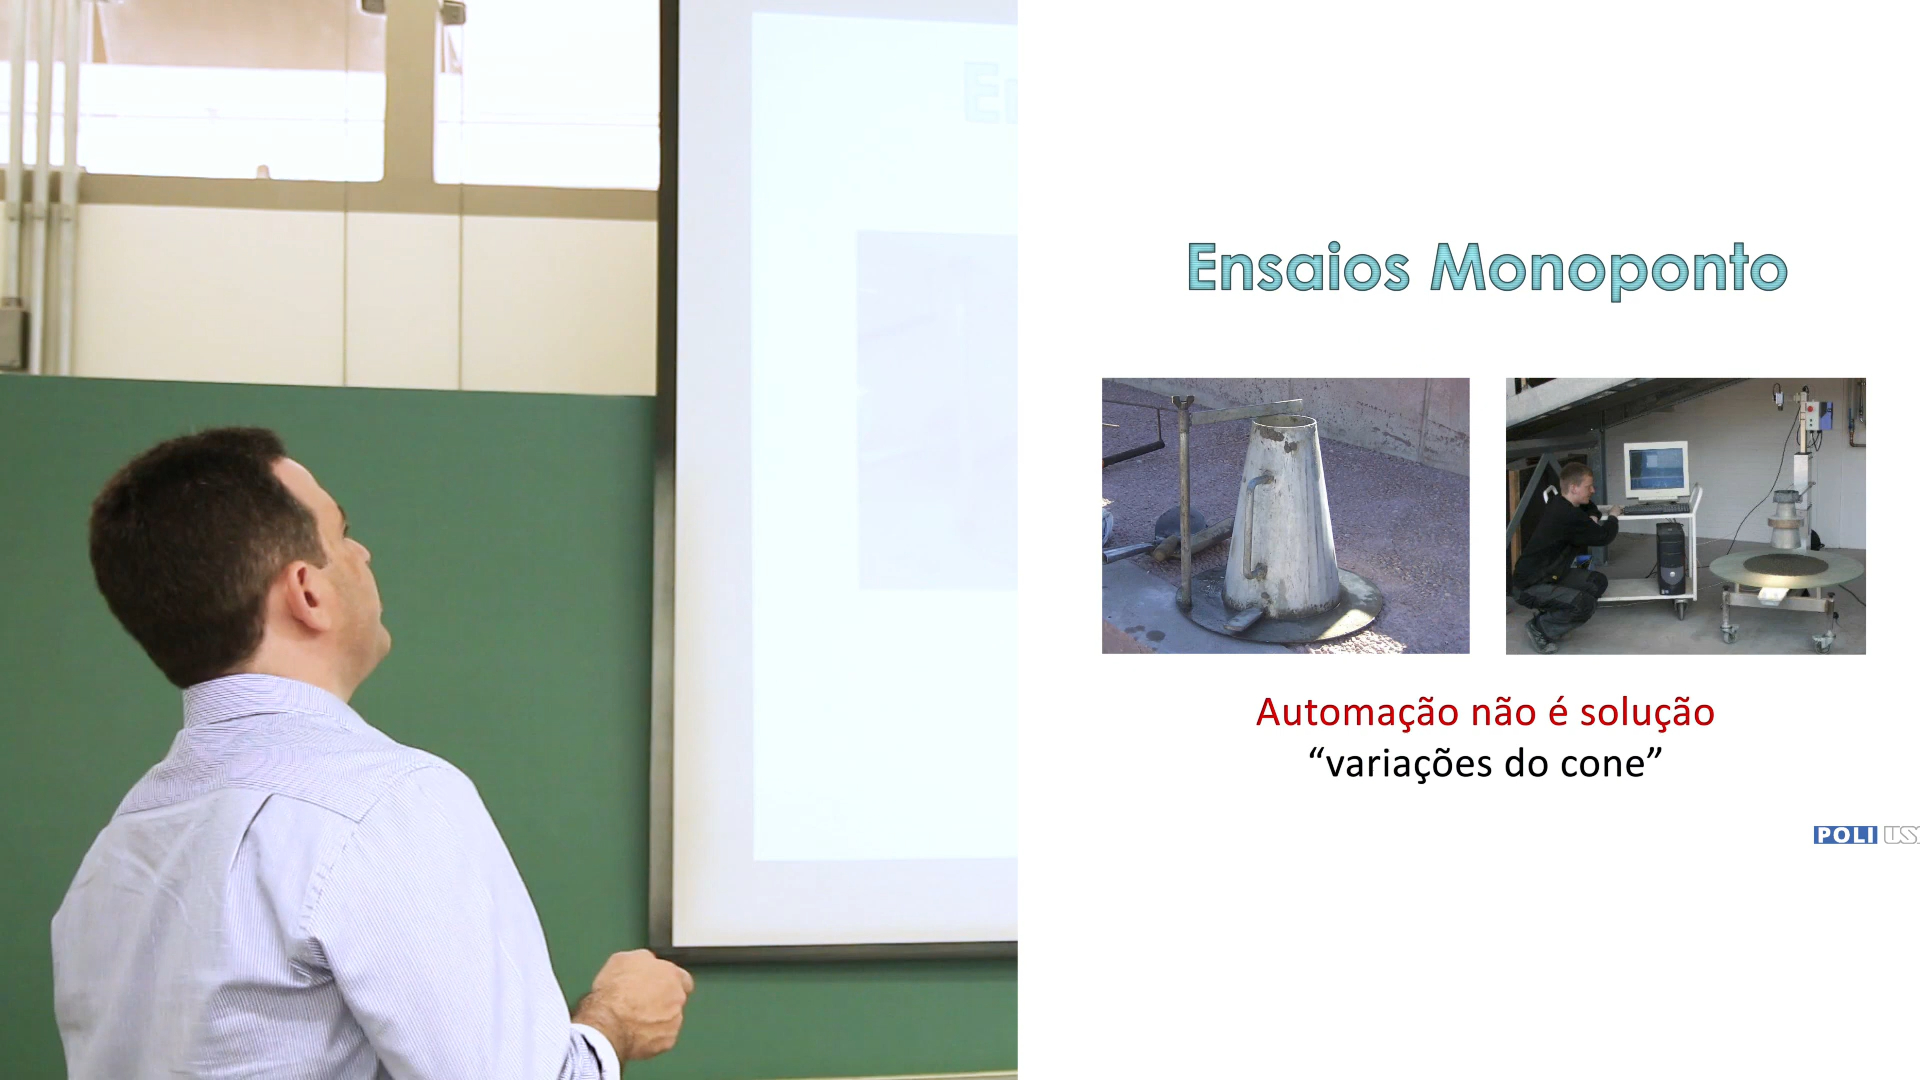 Ensaios Monoponto
Automação não é solução
“variações do cone”
POLI